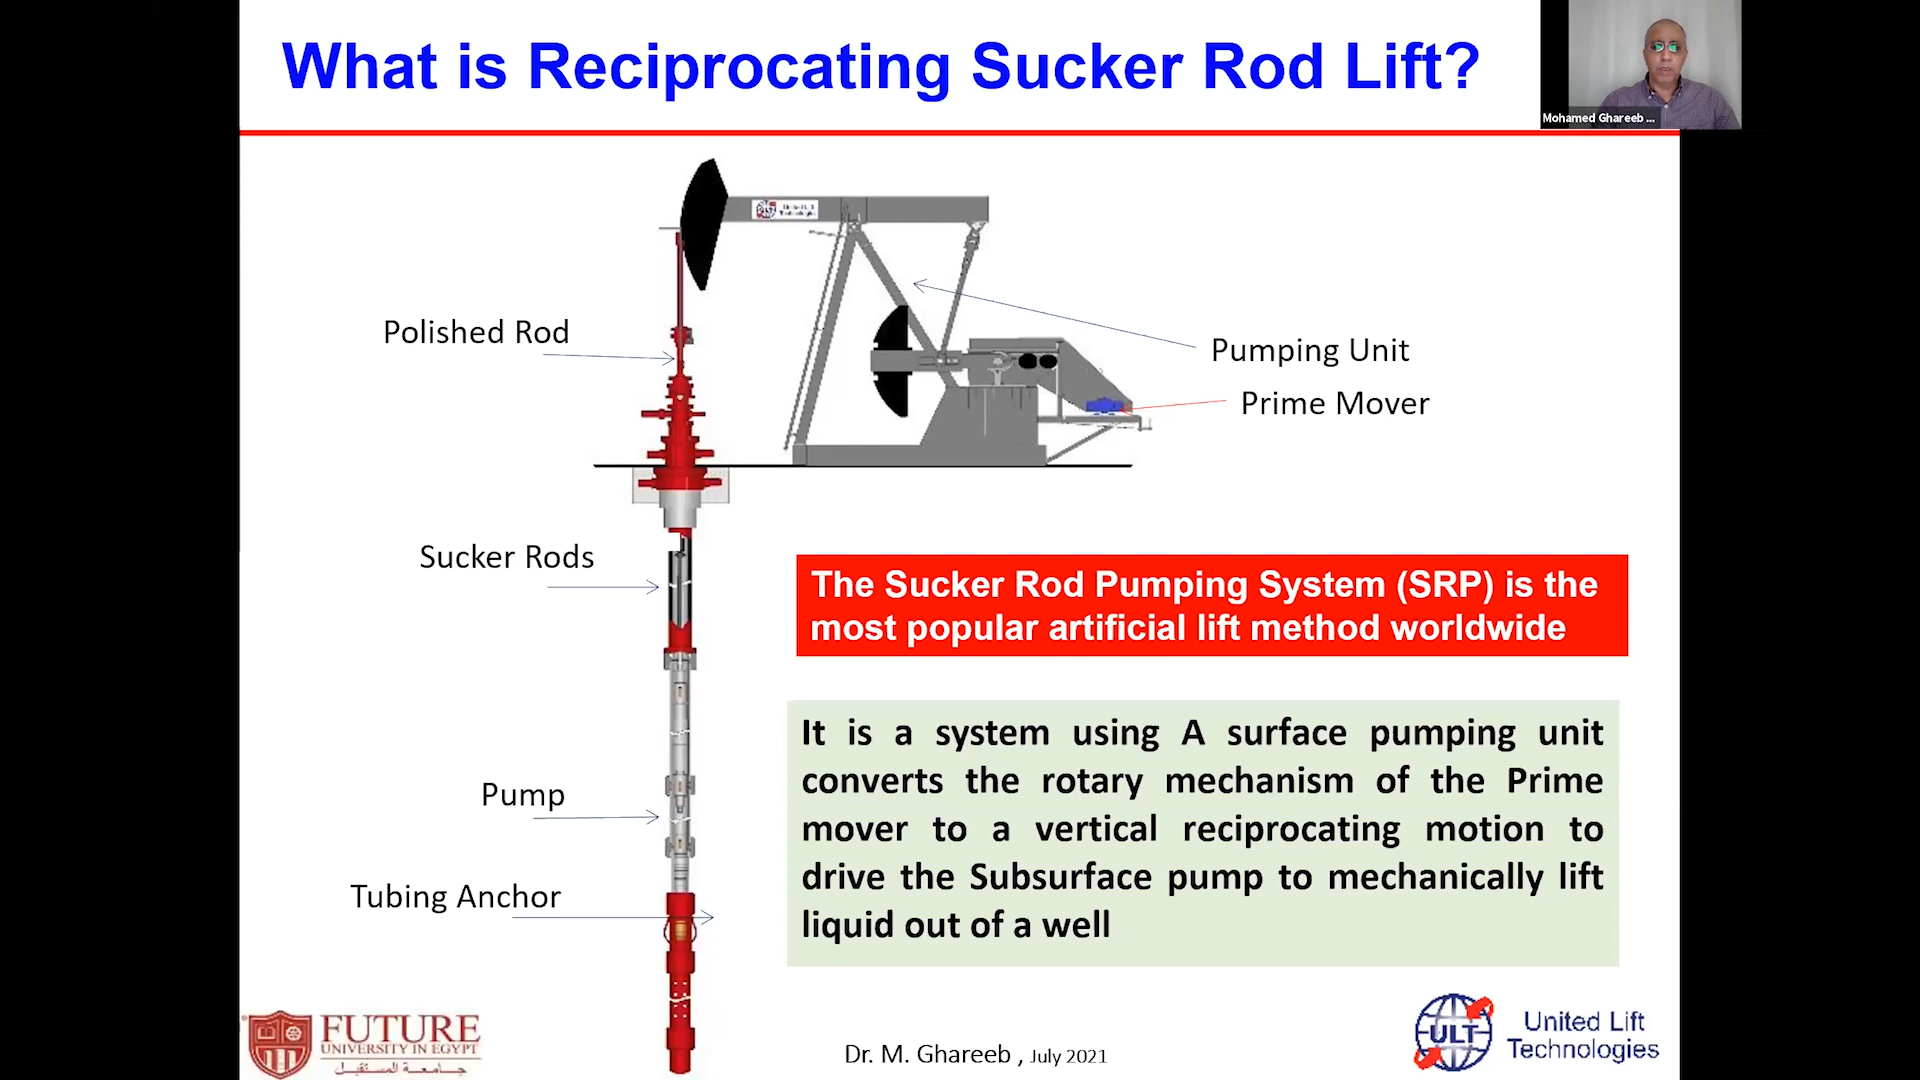 What is Reciprocating Sucker Rod Lift?
Mohamed Ghareeb ...
United Lift
Technologies
Polished Rod
Pumping Unit
Prime Mover
Sucker Rods
The Sucker Rod Pumping System (SRP) is the
most popular artificial lift method worldwide
It is a system using A surface pumping unit
converts the rotary mechanism of the Prime
mover to a vertical reciprocating motion to
drive the Subsurface pump to mechanically lift
liquid out of a well
Pump
Tubing Anchor
FUTURE
UNIVERSITY IN EGYPT
جامعة المستقبل
Dr. M. Ghareeb , July 2021
ULT
United Lift
Technologies